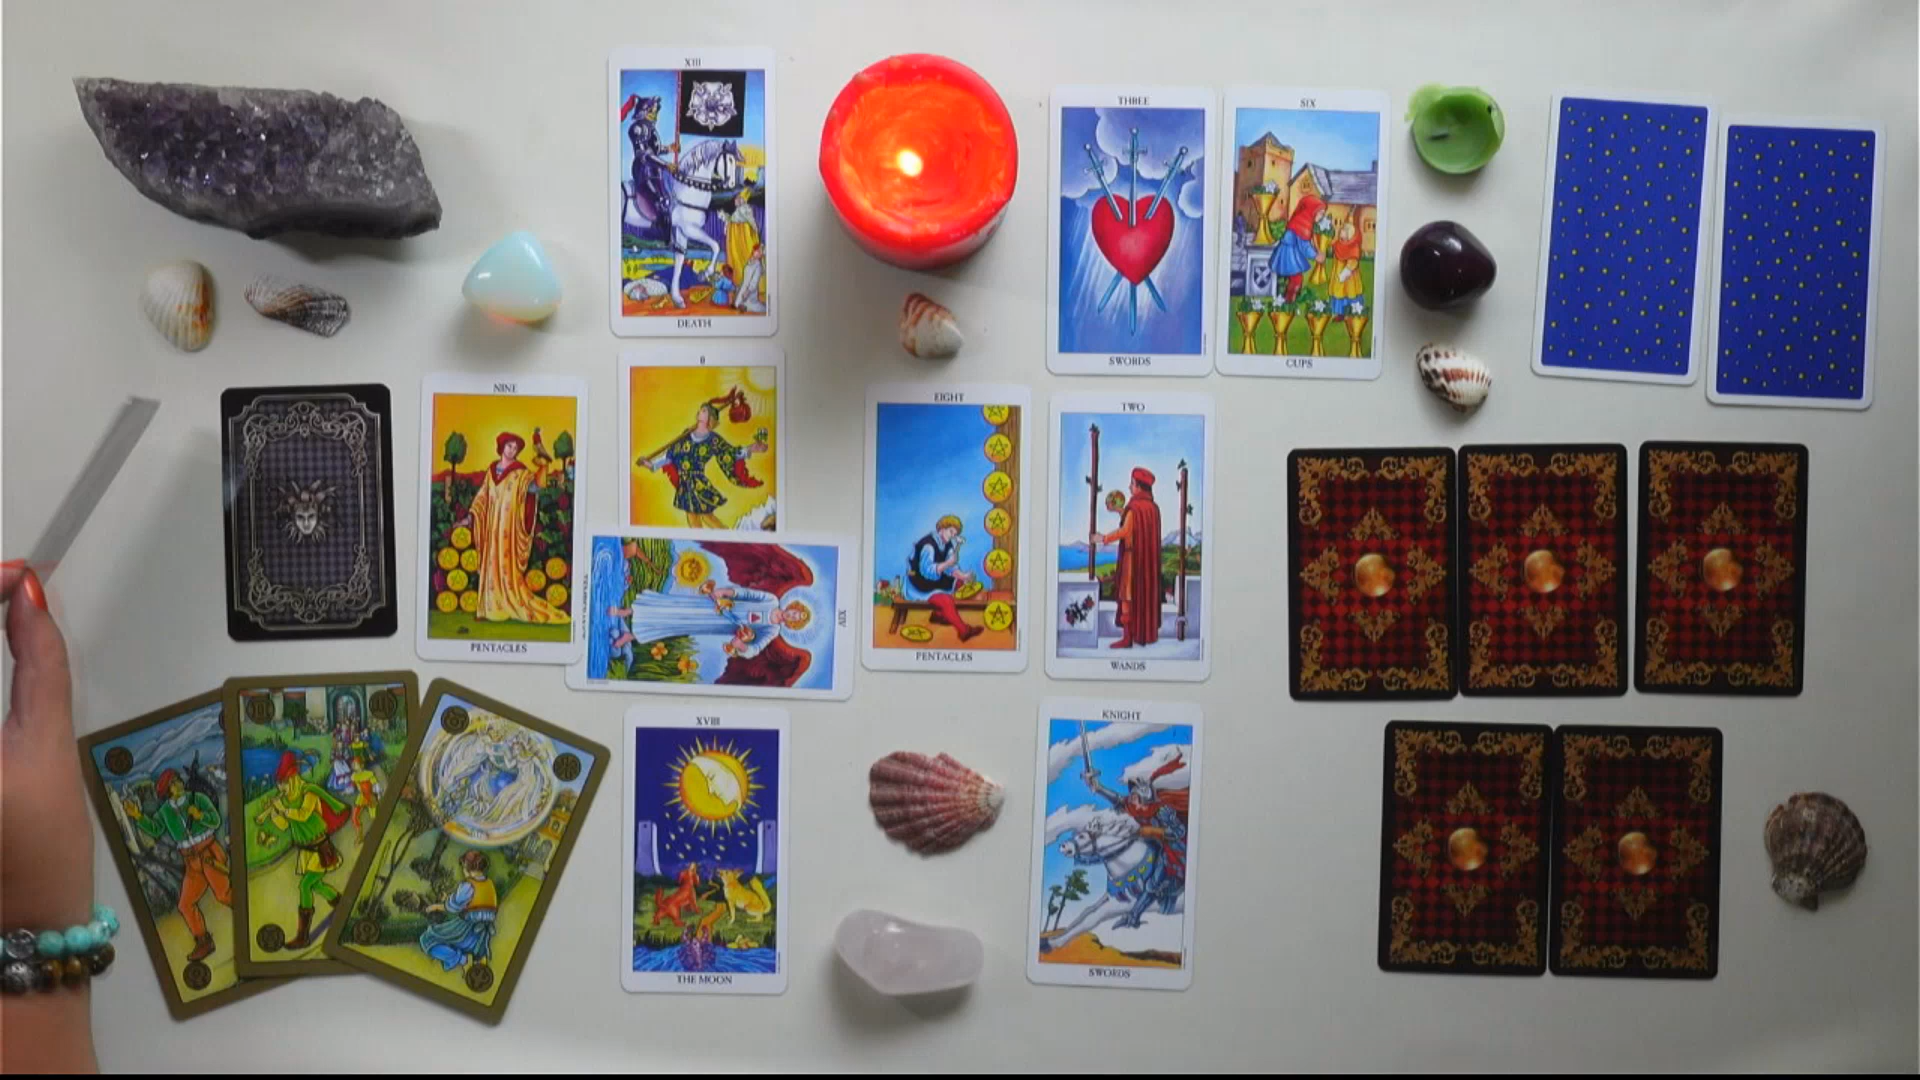 XIII
DEATH
THREE
SWORDS
SIX
CUPS
NINE
PENTACLES
0
XIV
EIGHT
PENTACLES
TWO
WANDS
XVIII
THE MOON
KNIGHT
SWORDS